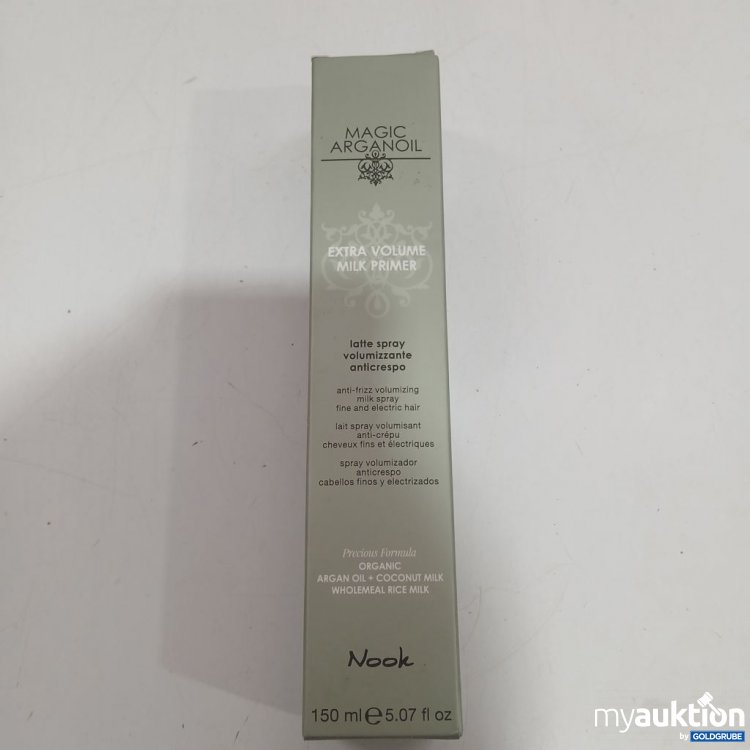 MAGIC
ARGANOIL
EXTRA VOLUME
MILK PRIMER
latte spray
volumizzante
anticrespo
anti-frizz volumizing
milk spray
fine and electric hair
lait spray volumisant
anti-crépu
cheveux fins et électriques
spray volumizador
anticrespo
cabellos finos y electrizados
Precious Formula
ORGANIC
ARGAN OIL + COCONUT MILK
WHOLEMEAL RICE MILK
Nook
150 ml e 5.07 fl oz
myauktion
by GOLDGRUBE